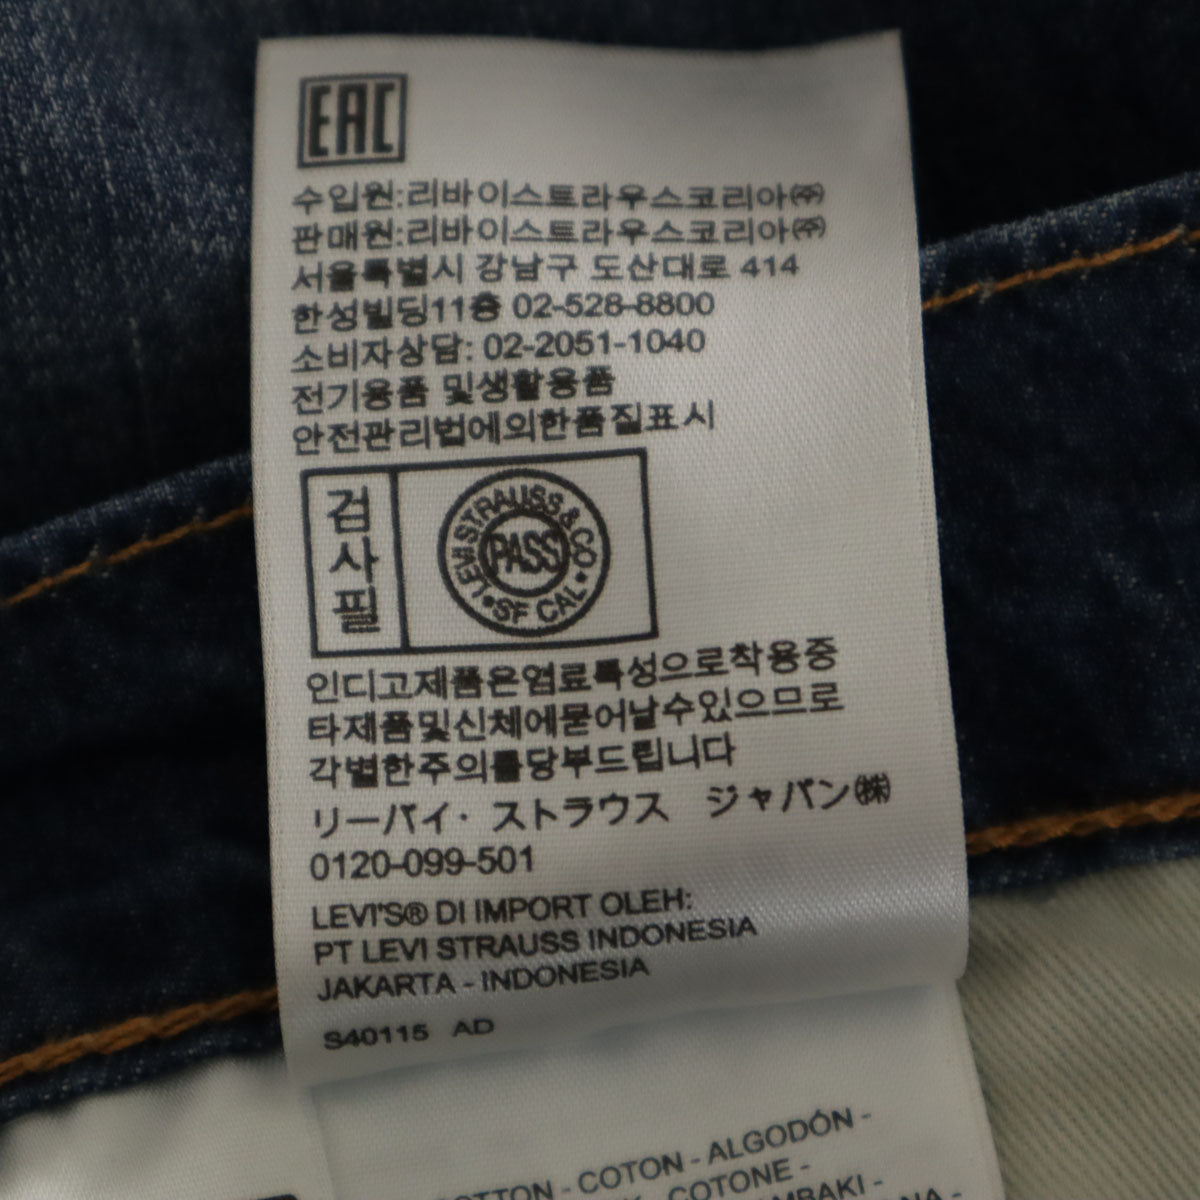 EAC
수입원:리바이스트라우스코리아㈜
판매원:리바이스트라우스코리아㈜
서울특별시 강남구 도산대로 414
한성빌딩11층 02-528-8800
소비자상담: 02-2051-1040
전기용품 및생활용품
안전관리법에의한품질표시
검사필
LEVI STRAUSS & CO
PASS
SF CAL
인디고제품은염료특성으로착용중
타제품및신체에묻어날수있으므로
각별한주의를당부드립니다
リーバイ・ストラウス ジャパン㈱
0120-099-501
LEVI'S® DI IMPORT OLEH:
PT LEVI STRAUSS INDONESIA
JAKARTA - INDONESIA
S40115 AD
COTON - ALGODÓN -
COTONE -